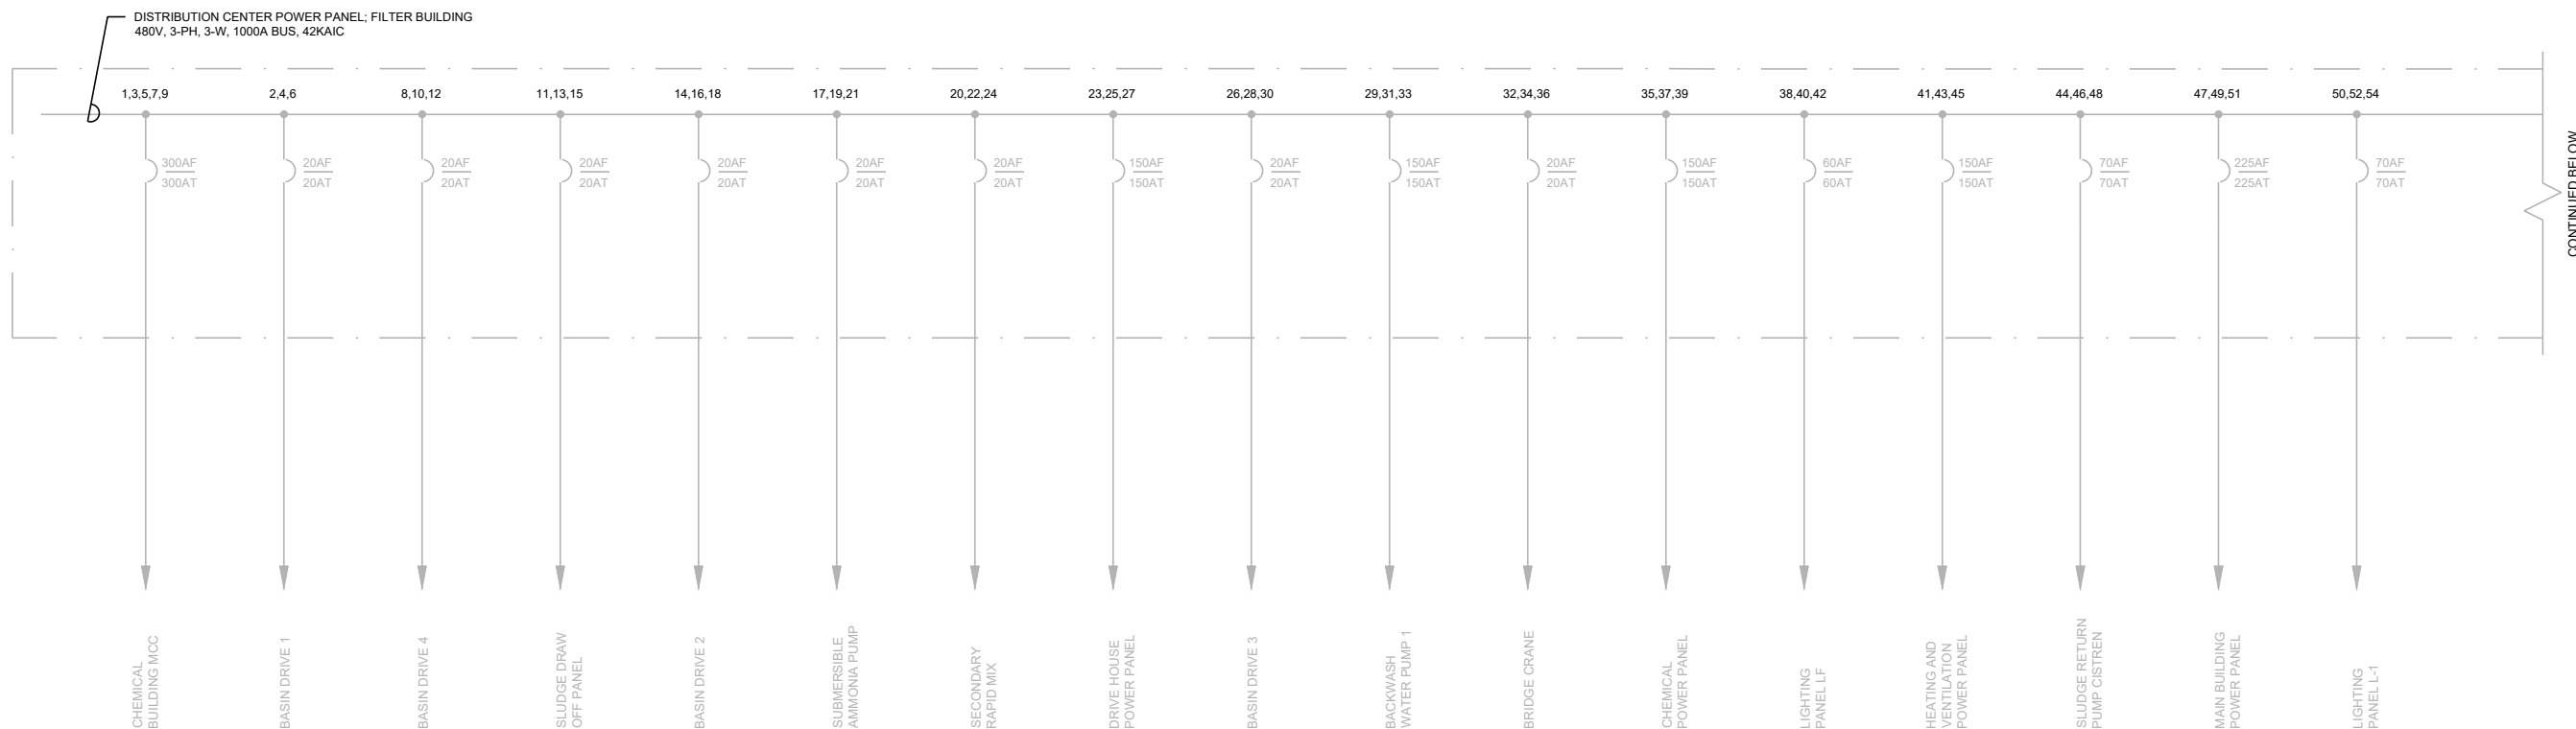 DISTRIBUTION CENTER POWER PANEL; FILTER BUILDING
480V, 3-PH, 3-W, 1000A BUS, 42KAIC
1,3,5,7,9
2,4,6
8,10,12
11,13,15
14,16,18
17,19,21
20,22,24
23,25,27
26,28,30
29,31,33
32,34,36
35,37,39
38,40,42
41,43,45
44,46,48
47,49,51
50,52,54
300AF
300AT
20AF
20AT
20AF
20AT
20AF
20AT
20AF
20AT
20AF
20AT
20AF
20AT
150AF
150AT
20AF
20AT
150AF
150AT
20AF
20AT
150AF
150AT
60AF
60AT
150AF
150AT
70AF
70AT
225AF
225AT
70AF
70AT
CONTINUED BELOW
CHEMICAL
BUILDING MCC
BASIN DRIVE 1
BASIN DRIVE 4
SLUDGE DRAW
OFF PANEL
BASIN DRIVE 2
SUBMERSIBLE
AMMONIA PUMP
SECONDARY
RAPID MIX
DRIVE HOUSE
POWER PANEL
BASIN DRIVE 3
BACKWASH
WATER PUMP 1
BRIDGE CRANE
CHEMICAL
POWER PANEL
LIGHTING
PANEL LF
HEATING AND
VENTILATION
POWER PANEL
SLUDGE RETURN
PUMP CISTREN
MAIN BUILDING
POWER PANEL
LIGHTING
PANEL L-1